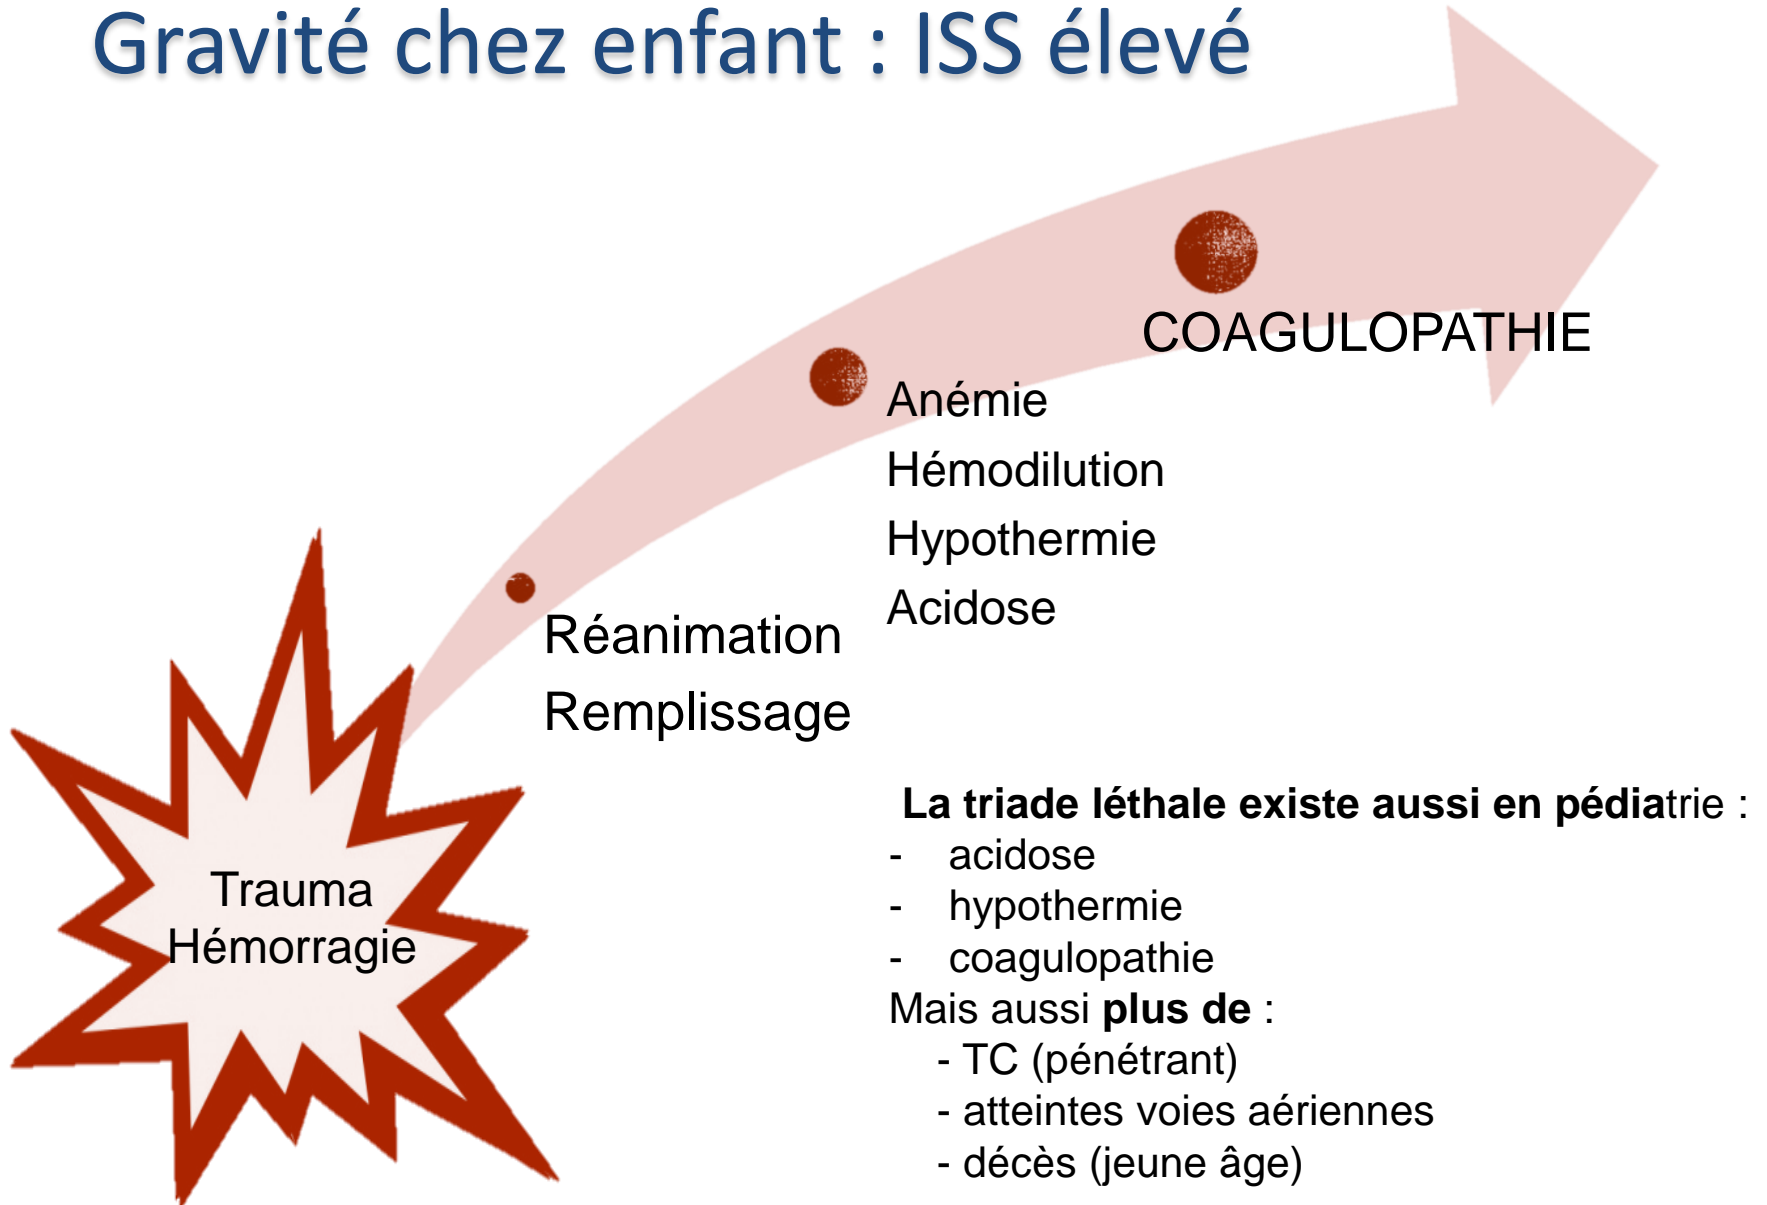 Gravité chez enfant : ISS élevé
COAGULOPATHIE
Anémie
Hémodilution
Hypothermie
Acidose
Réanimation
Remplissage
Trauma
Hémorragie
La triade léthale existe aussi en pédiatrie :
- acidose
- hypothermie
- coagulopathie
Mais aussi plus de :
- TC (pénétrant)
- atteintes voies aériennes
- décès (jeune âge)